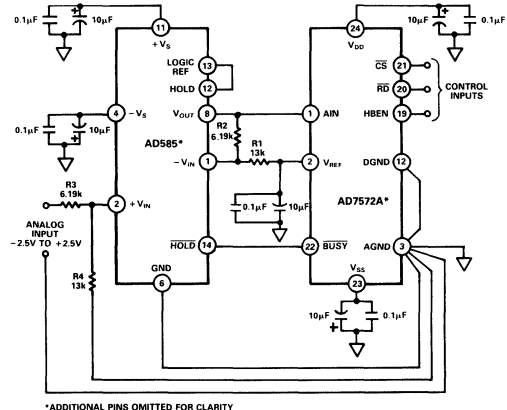 0.1µF
10µF
+
11
+ VS
LOGIC REF
13
HOLD
12
4
– VS
VOUT
8
0.1µF
10µF
+
AD585*
R2
6.19k
R1
13k
– VIN
1
R3
6.19k
2
+ VIN
ANALOG
INPUT
–2.5V TO +2.5V
R4
13k
HOLD
14
GND
6
0.1µF
10µF
+
10µF
+
0.1µF
24
VDD
CS
21
RD
20
HBEN
19
CONTROL
INPUTS
1
AIN
2
VREF
DGND
12
AD7572A*
AGND
3
22
BUSY
VSS
23
10µF
+
0.1µF
*ADDITIONAL PINS OMITTED FOR CLARITY